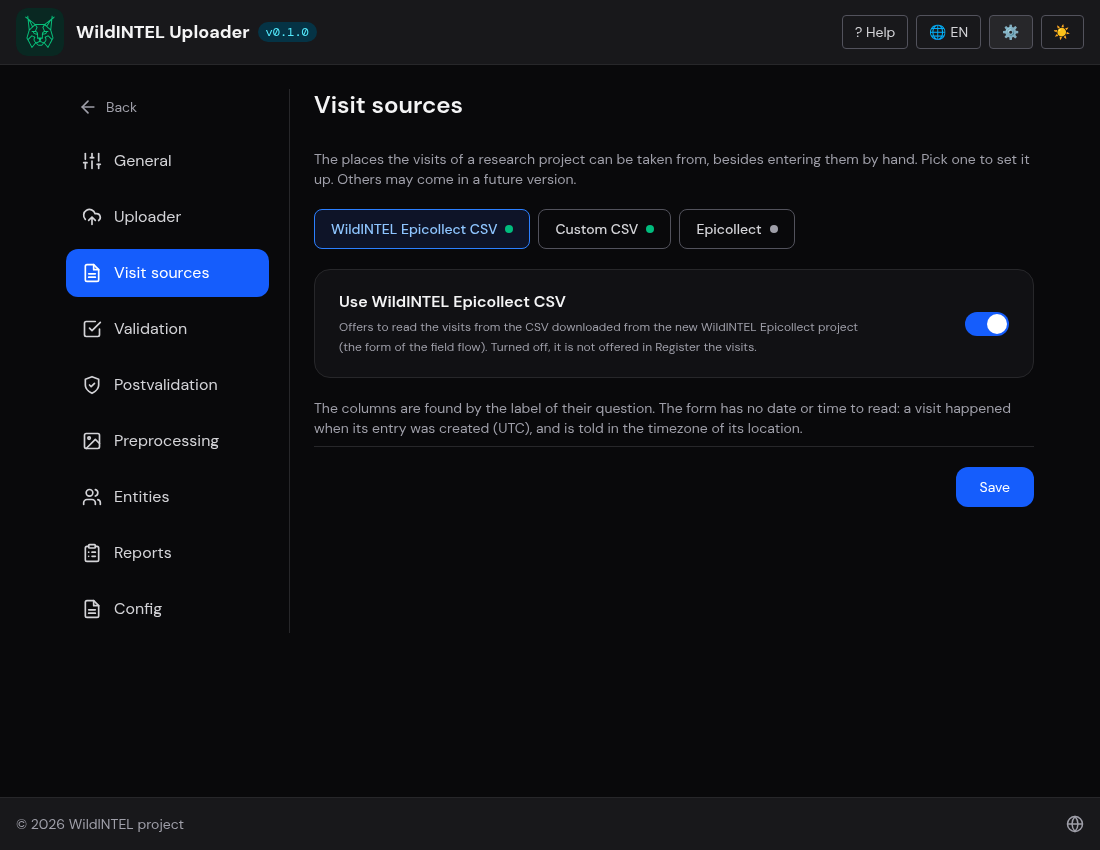 WildINTEL Uploader v0.1.0
? Help
EN
Back
General
Uploader
Visit sources
Validation
Postvalidation
Preprocessing
Entities
Reports
Config
Visit sources
The places the visits of a research project can be taken from, besides entering them by hand. Pick one to set it
up. Others may come in a future version.
WildINTEL Epicollect CSV
Custom CSV
Epicollect
Use WildINTEL Epicollect CSV
Offers to read the visits from the CSV downloaded from the new WildINTEL Epicollect project
(the form of the field flow). Turned off, it is not offered in Register the visits.
The columns are found by the label of their question. The form has no date or time to read: a visit happened
when its entry was created (UTC), and is told in the timezone of its location.
Save
© 2026 WildINTEL project